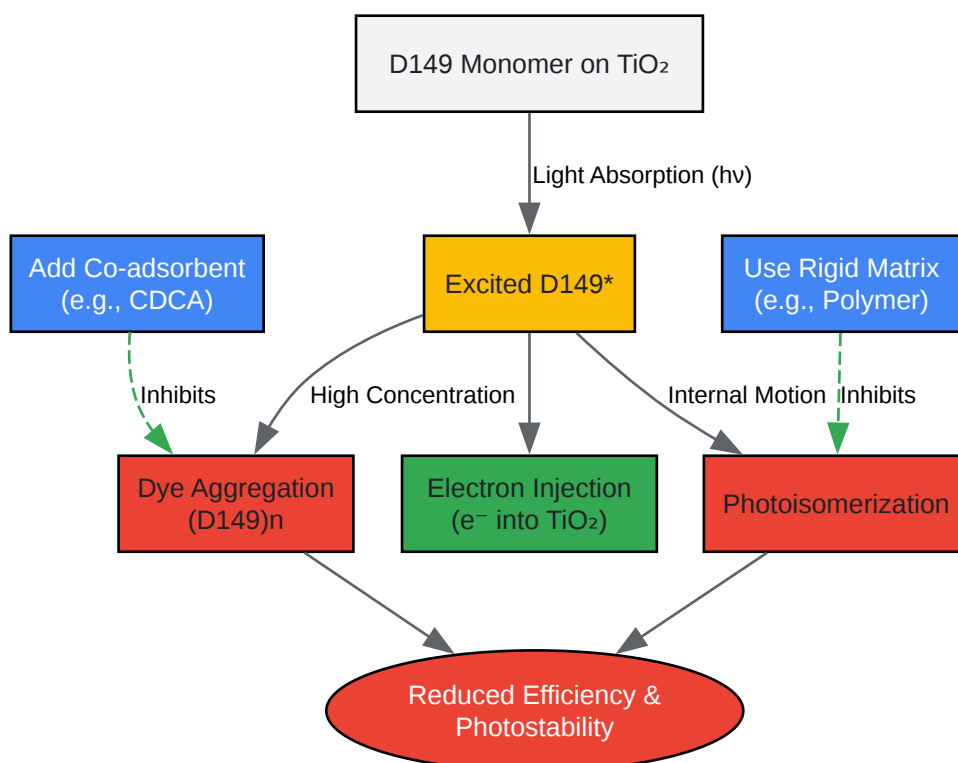 D149 Monomer on TiO₂
Light Absorption (hν)
Add Co-adsorbent
(e.g., CDCA)
Excited D149*
Use Rigid Matrix
(e.g., Polymer)
Inhibits
High Concentration
Internal Motion
Inhibits
Dye Aggregation
(D149)n
Electron Injection
(e⁻ into TiO₂)
Photoisomerization
Reduced Efficiency &
Photostability